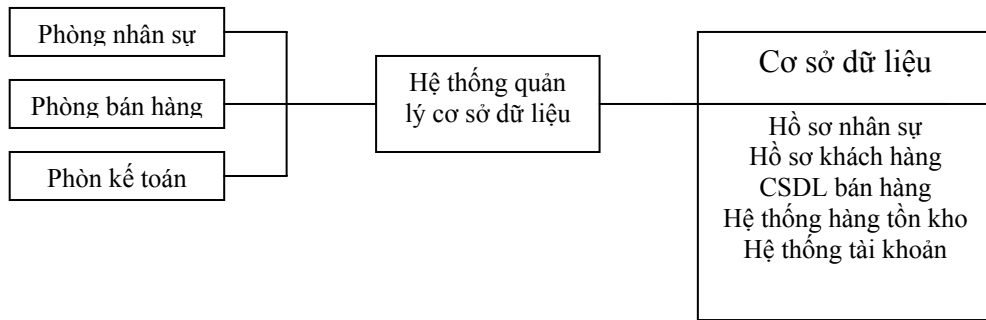 Phòng nhân sự
Phòng bán hàng
Phòn kế toán
Hệ thống quản
lý cơ sở dữ liệu
Cơ sở dữ liệu
Hồ sơ nhân sự
Hồ sơ khách hàng
CSDL bán hàng
Hệ thống hàng tồn kho
Hệ thống tài khoản